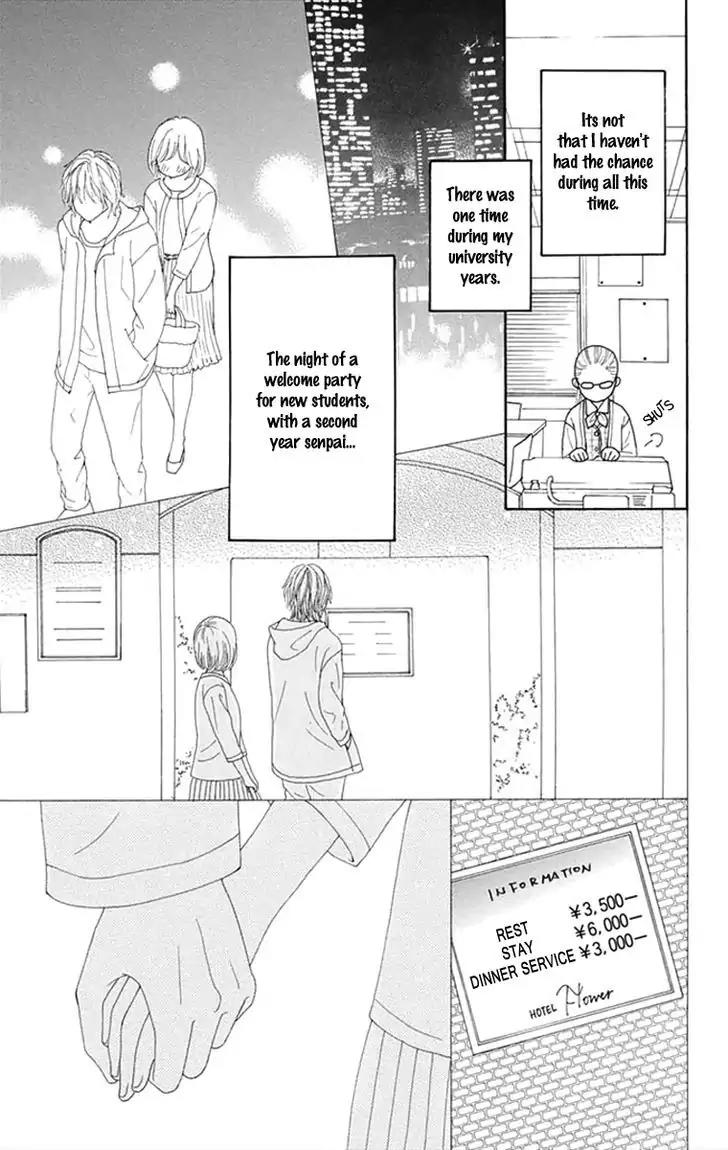 Its not
that I haven't
had the chance
during all this
time.
There was
one time
during my
university
years.
SHUTS
The night of a
welcome party
for new students,
with a second
year senpai...
INFORMATION
REST ¥3,500—
STAY ¥6,000—
DINNER SERVICE ¥3,000—
HOTEL Flower